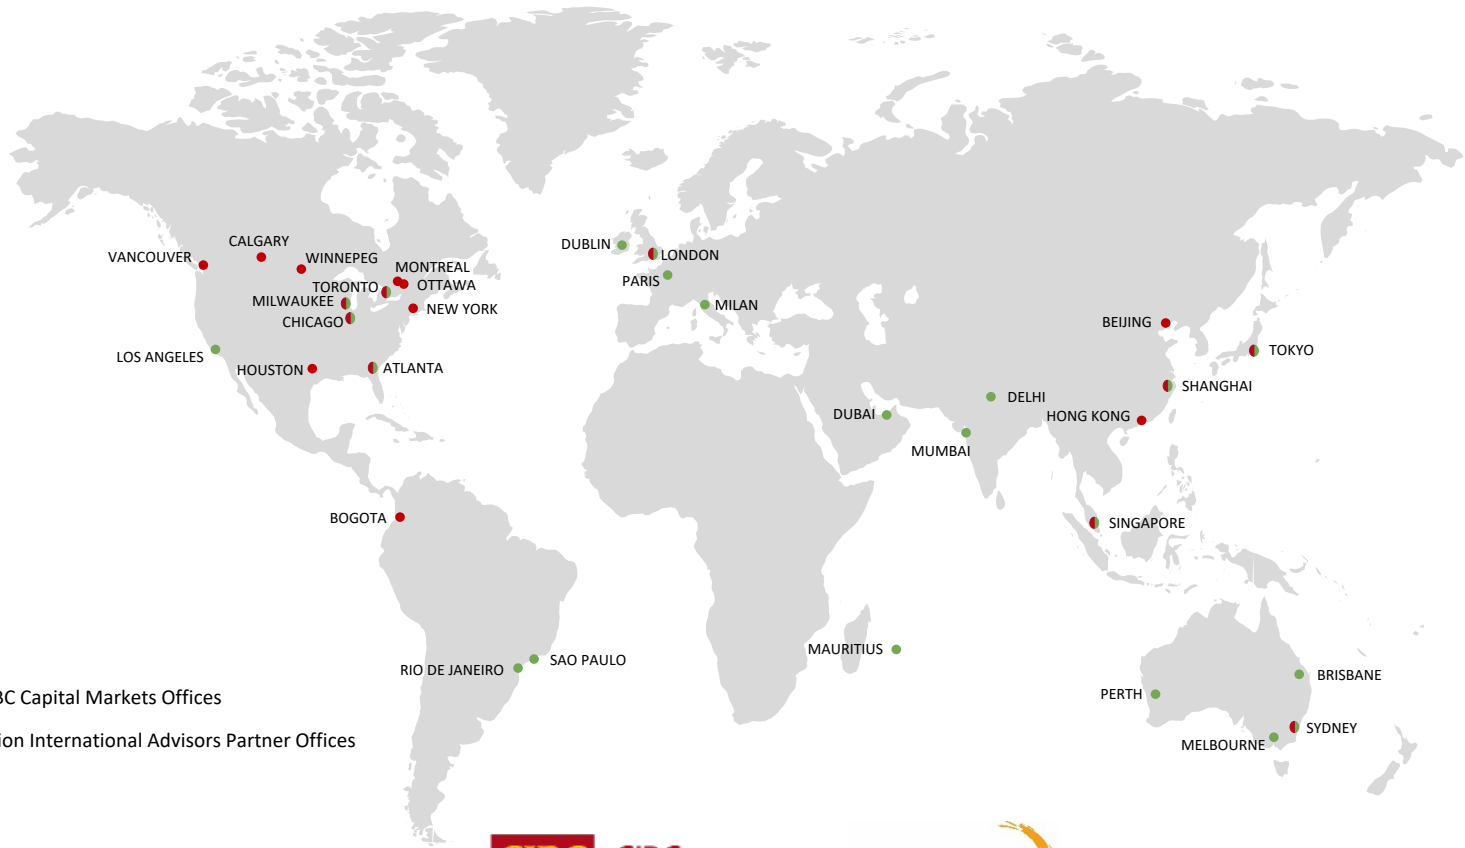 DUBLIN
LONDON
PARIS
MILAN
CALGARY
VANCOUVER
WINNEPEG
MONTREAL
TORONTO
OTTAWA
MILWAUKEE
NEW YORK
CHICAGO
LOS ANGELES
HOUSTON
ATLANTA
BEIJING
TOKYO
SHANGHAI
DELHI
HONG KONG
DUBAI
MUMBAI
BOGOTA
SINGAPORE
MAURITIUS
SAO PAULO
RIO DE JANEIRO
BRISBANE
PERTH
SYDNEY
MELBOURNE
BC Capital Markets Offices
ion International Advisors Partner Offices